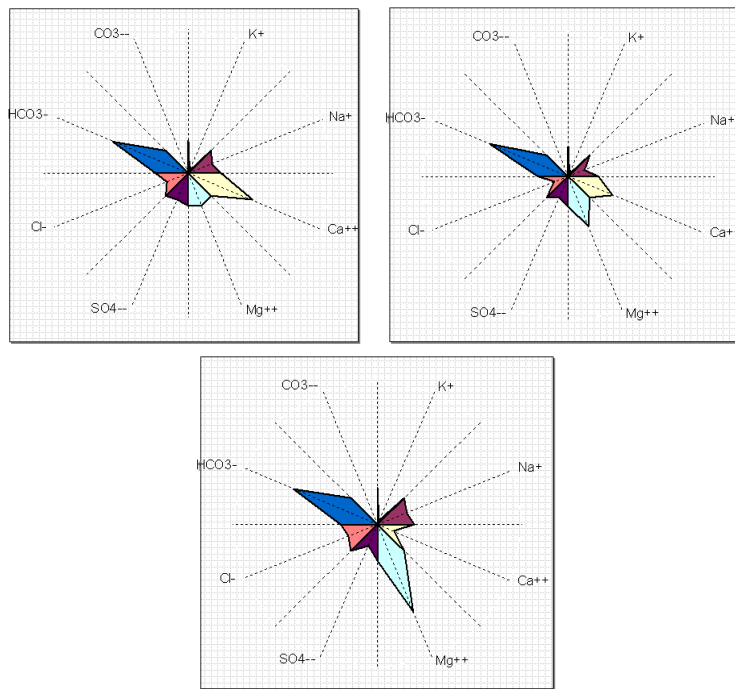 CO3--
K+
HCO3-
Na+
Cl-
Ca++
SO4--
Mg++
CO3--
K+
HCO3-
Na+
Cl-
Ca+
SO4--
Mg++
CO3--
K+
HCO3-
Na+
Cl-
Ca++
SO4--
Mg++